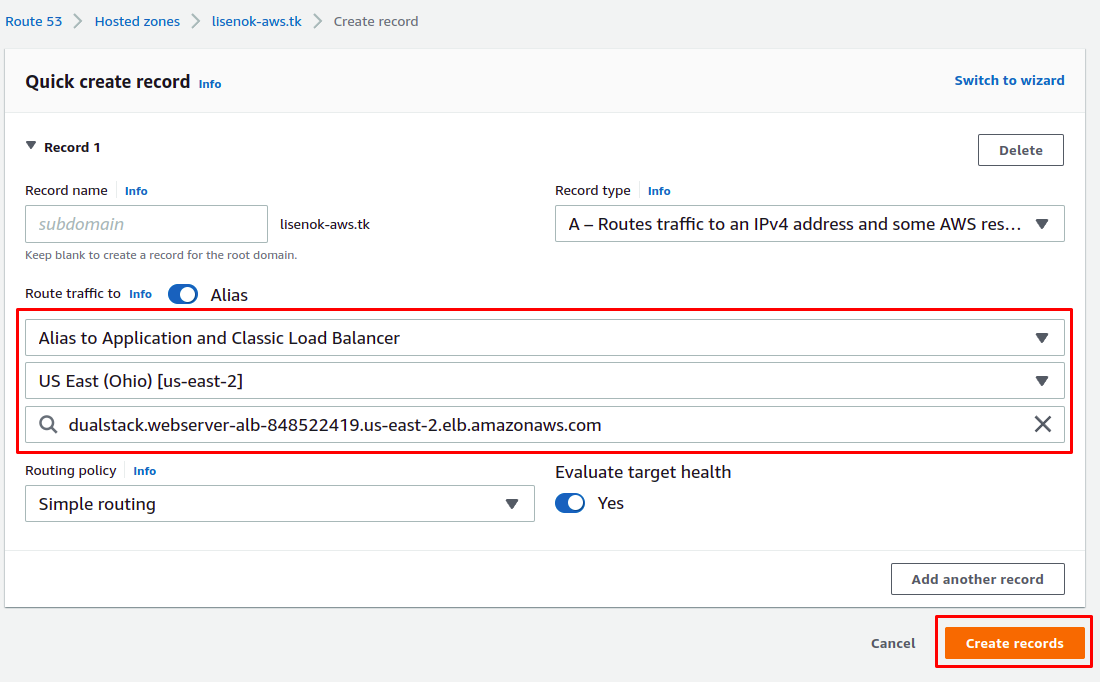 Route 53 > Hosted zones > lisenok-aws.tk > Create record
Quick create record Info
Switch to wizard
Record 1
Delete
Record name Info
Record type Info
subdomain
lisenok-aws.tk
A – Routes traffic to an IPv4 address and some AWS res...
Keep blank to create a record for the root domain.
Route traffic to Info
Alias
Alias to Application and Classic Load Balancer
US East (Ohio) [us-east-2]
dualstack.webserver-alb-848522419.us-east-2.elb.amazonaws.com
Routing policy Info
Evaluate target health
Simple routing
Yes
Add another record
Cancel
Create records